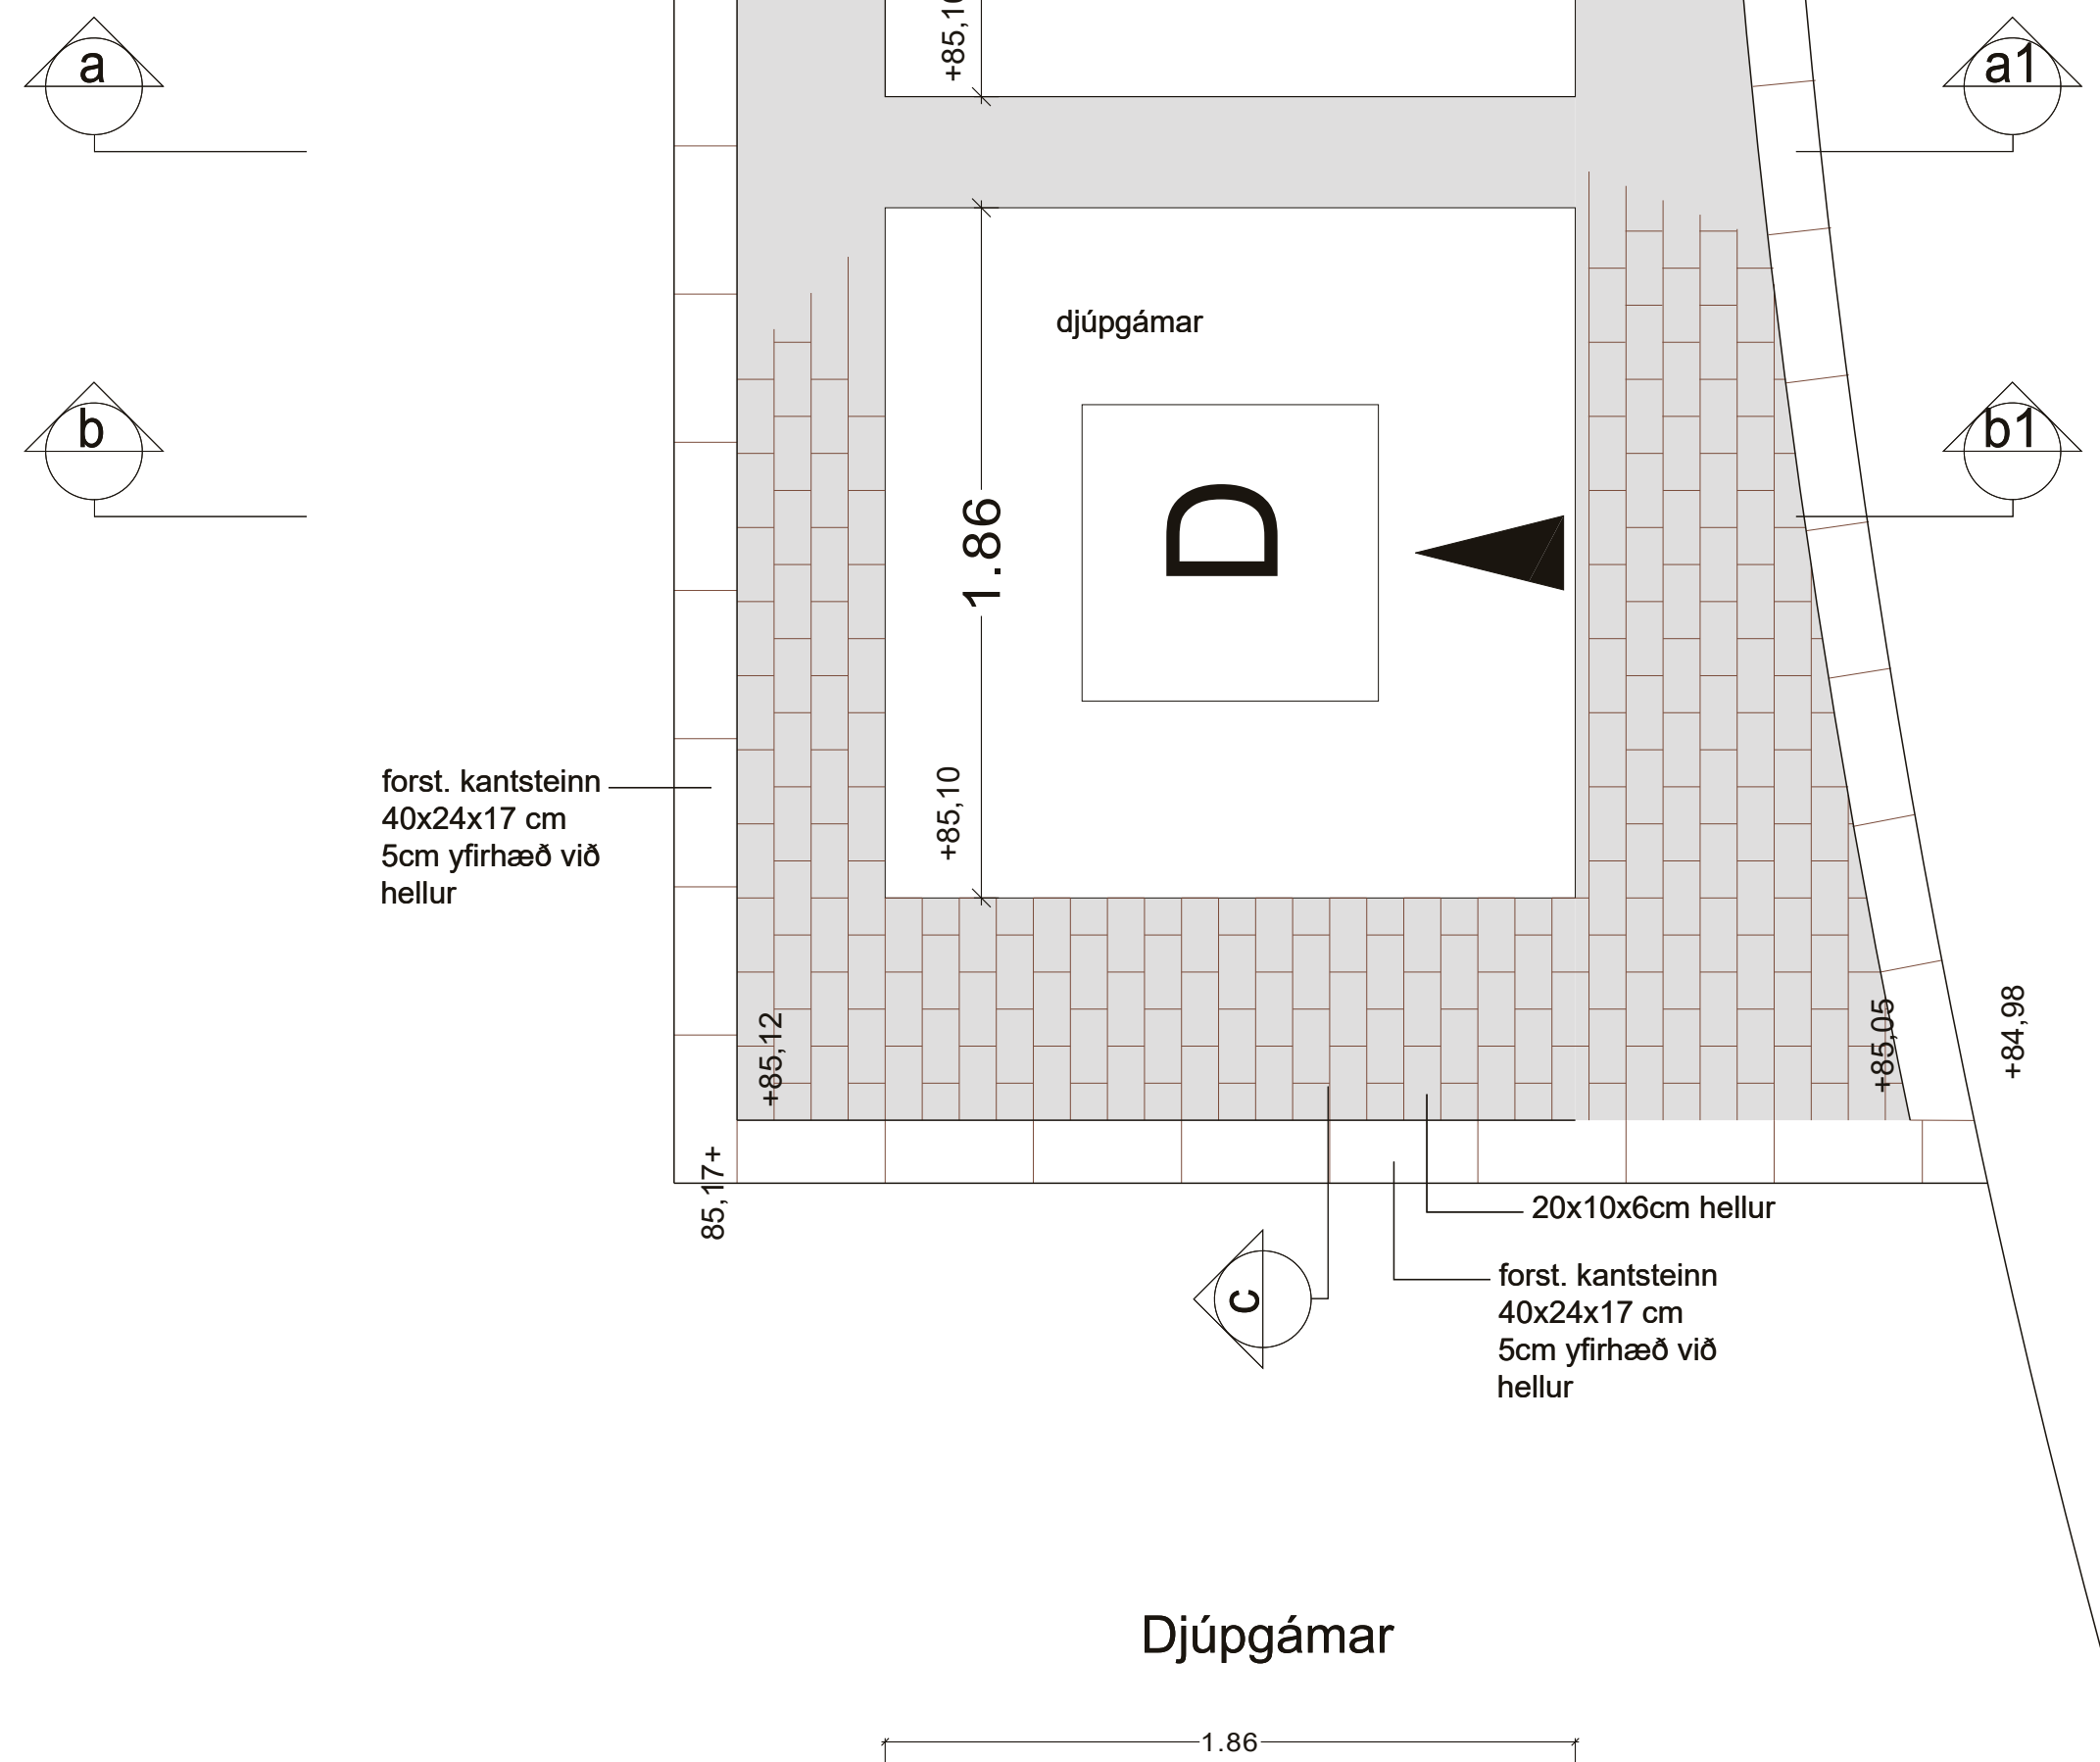 a
a1
+85,10
djúpgámar
b
b1
D
1.86
+85,10
forst. kantsteinn
40x24x17 cm
5cm yfirhæð við
hellur
+85,12
+85,05
+84,98
85,17+
20x10x6cm hellur
c
forst. kantsteinn
40x24x17 cm
5cm yfirhæð við
hellur
Djúpgámar
1.86